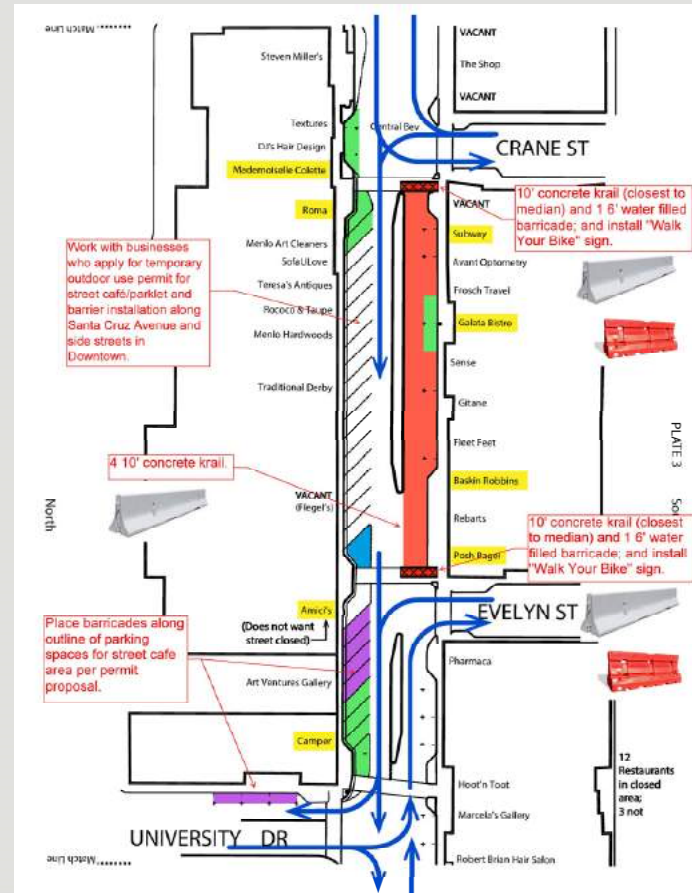 Match Line
Match Line
Steven Miller's
Textures
DJ's Hair Design
Mademoiselle Colette
Roma
Menlo Art Cleaners
SofaULove
Teresa's Antiques
Rococo & Taupe
Menlo Hardwoods
Traditional Derby
VACANT
(Flegel's)
Amici's
(Does not want
street closed)
Art Ventures Gallery
Camper
North
Work with businesses
who apply for temporary
outdoor use permit for
street café/parklet and
barrier installation along
Santa Cruz Avenue and
side streets in
Downtown.
4 10' concrete krail.
Place barricades along
outline of parking
spaces for street cafe
area per permit
proposal.
UNIVERSITY DR
Match Line
VACANT
The Shop
VACANT
Central Bev
CRANE ST
10' concrete krail (closest to
median) and 1 6' water filled
barricade; and install "Walk
Your Bike" sign.
VACANT
Subway
Avant Optometry
Frosch Travel
Galata Bistro
Sense
Gitane
Fleet Feet
Baskin Robbins
Rebarts
Posh Bagel
PLATE 3
10' concrete krail (closest
to median) and 1 6' water
filled barricade; and install
"Walk Your Bike" sign.
EVELYN ST
Pharmaca
Hoot'n Toot
Marcela's Gallery
Robert Brian Hair Salon
12
Restaurants
in closed
area;
3 not
Match Line